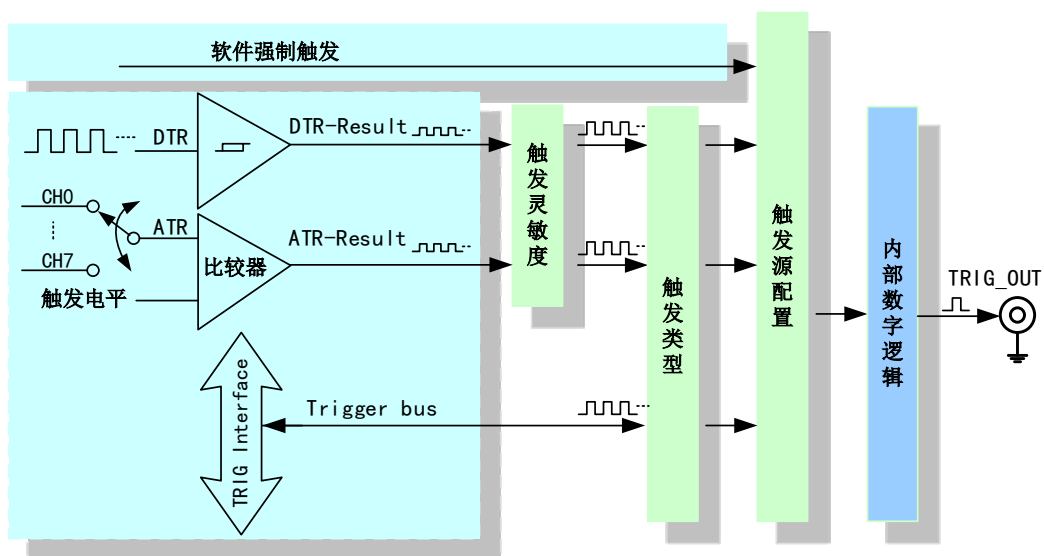 软件强制触发
DTR
DTR-Result
CH0
ATR
ATR-Result
CH7
触发电平
比较器
TRIG Interface
Trigger bus
触发灵敏度
触发类型
触发源配置
内部数字逻辑
TRIG_OUT